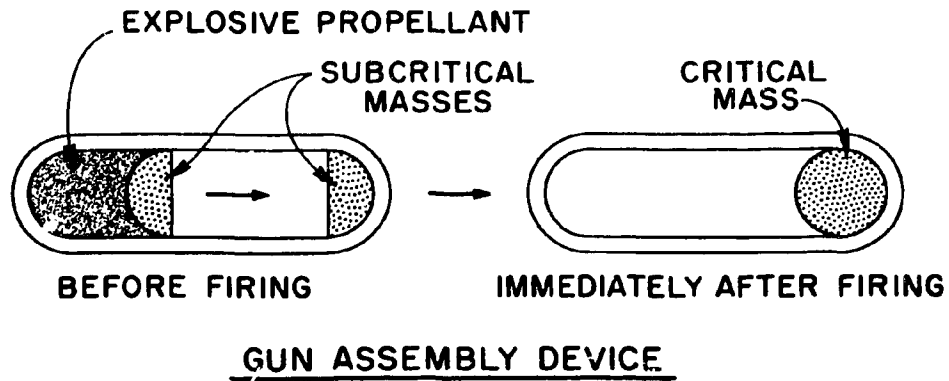 EXPLOSIVE PROPELLANT
SUBCRITICAL
MASSES
CRITICAL
MASS
BEFORE FIRING
IMMEDIATELY AFTER FIRING
GUN ASSEMBLY DEVICE